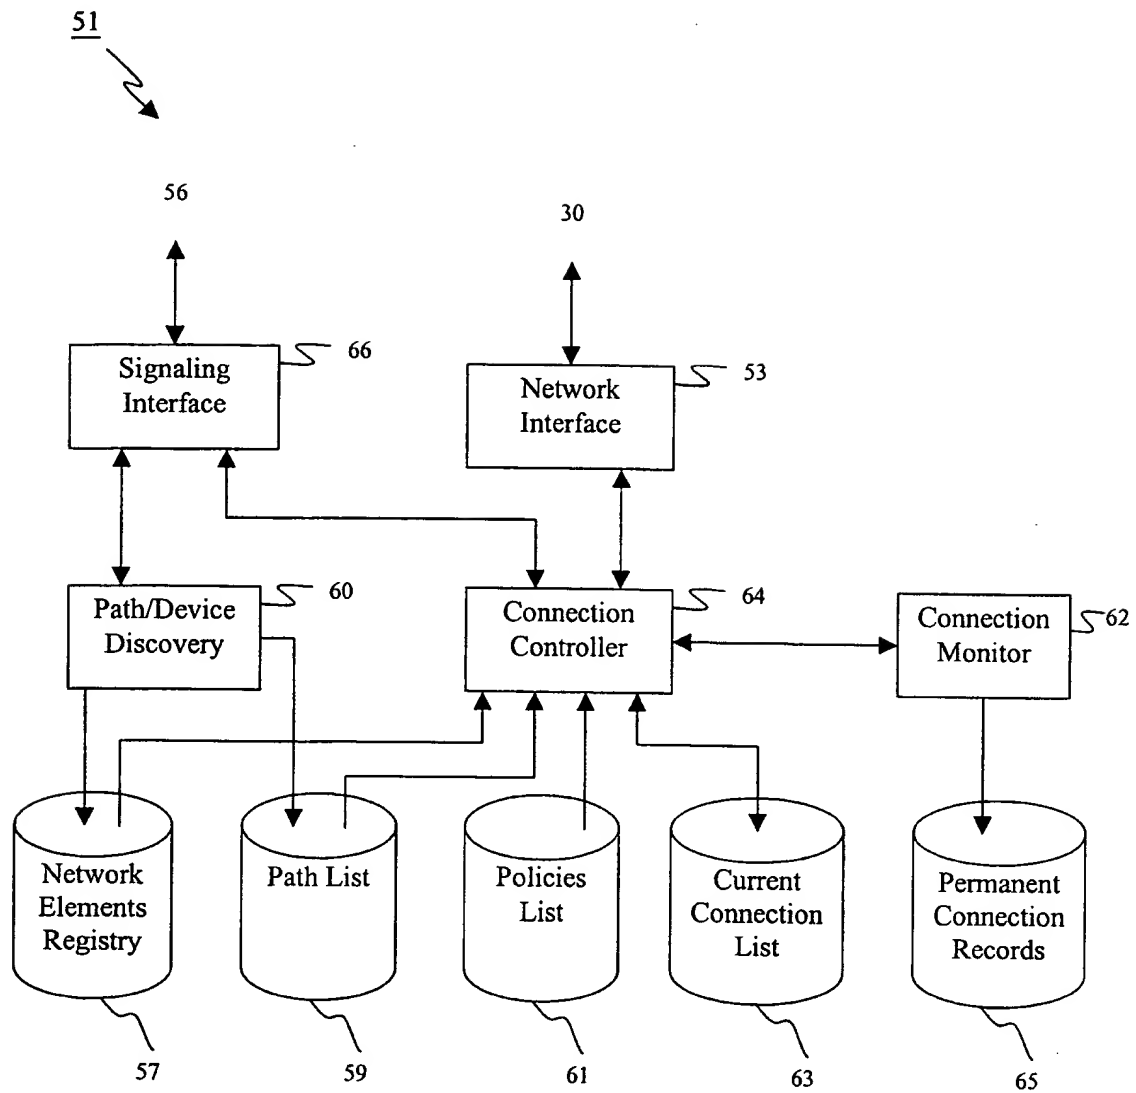 51
56
30
Signaling
Interface
66
Network
Interface
53
Path/Device
Discovery
60
Connection
Controller
64
Connection
Monitor
62
Network
Elements
Registry
Path List
Policies
List
Current
Connection
List
Permanent
Connection
Records
57
59
61
63
65